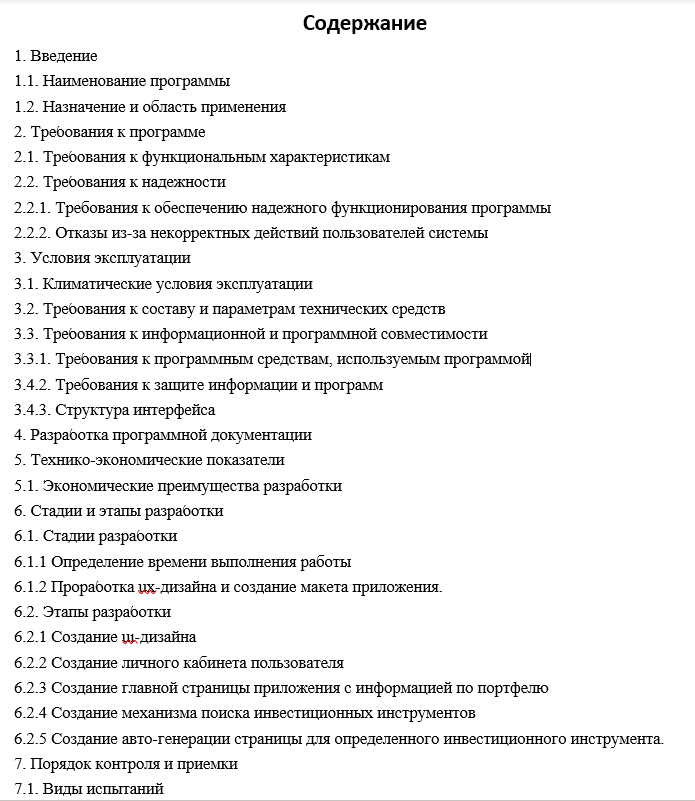 Содержание
1. Введение
1.1. Наименование программы
1.2. Назначение и область применения
2. Требования к программе
2.1. Требования к функциональным характеристикам
2.2. Требования к надежности
2.2.1. Требования к обеспечению надежного функционирования программы
2.2.2. Отказы из-за некорректных действий пользователей системы
3. Условия эксплуатации
3.1. Климатические условия эксплуатации
3.2. Требования к составу и параметрам технических средств
3.3. Требования к информационной и программной совместимости
3.3.1. Требования к программным средствам, используемым программой
3.4.2. Требования к защите информации и программ
3.4.3. Структура интерфейса
4. Разработка программной документации
5. Технико-экономические показатели
5.1. Экономические преимущества разработки
6. Стадии и этапы разработки
6.1. Стадии разработки
6.1.1 Определение времени выполнения работы
6.1.2 Проработка ux-дизайна и создание макета приложения.
6.2. Этапы разработки
6.2.1 Создание ui-дизайна
6.2.2 Создание личного кабинета пользователя
6.2.3 Создание главной страницы приложения с информацией по портфелю
6.2.4 Создание механизма поиска инвестиционных инструментов
6.2.5 Создание авто-генерации страницы для определенного инвестиционного инструмента.
7. Порядок контроля и приемки
7.1. Виды испытаний